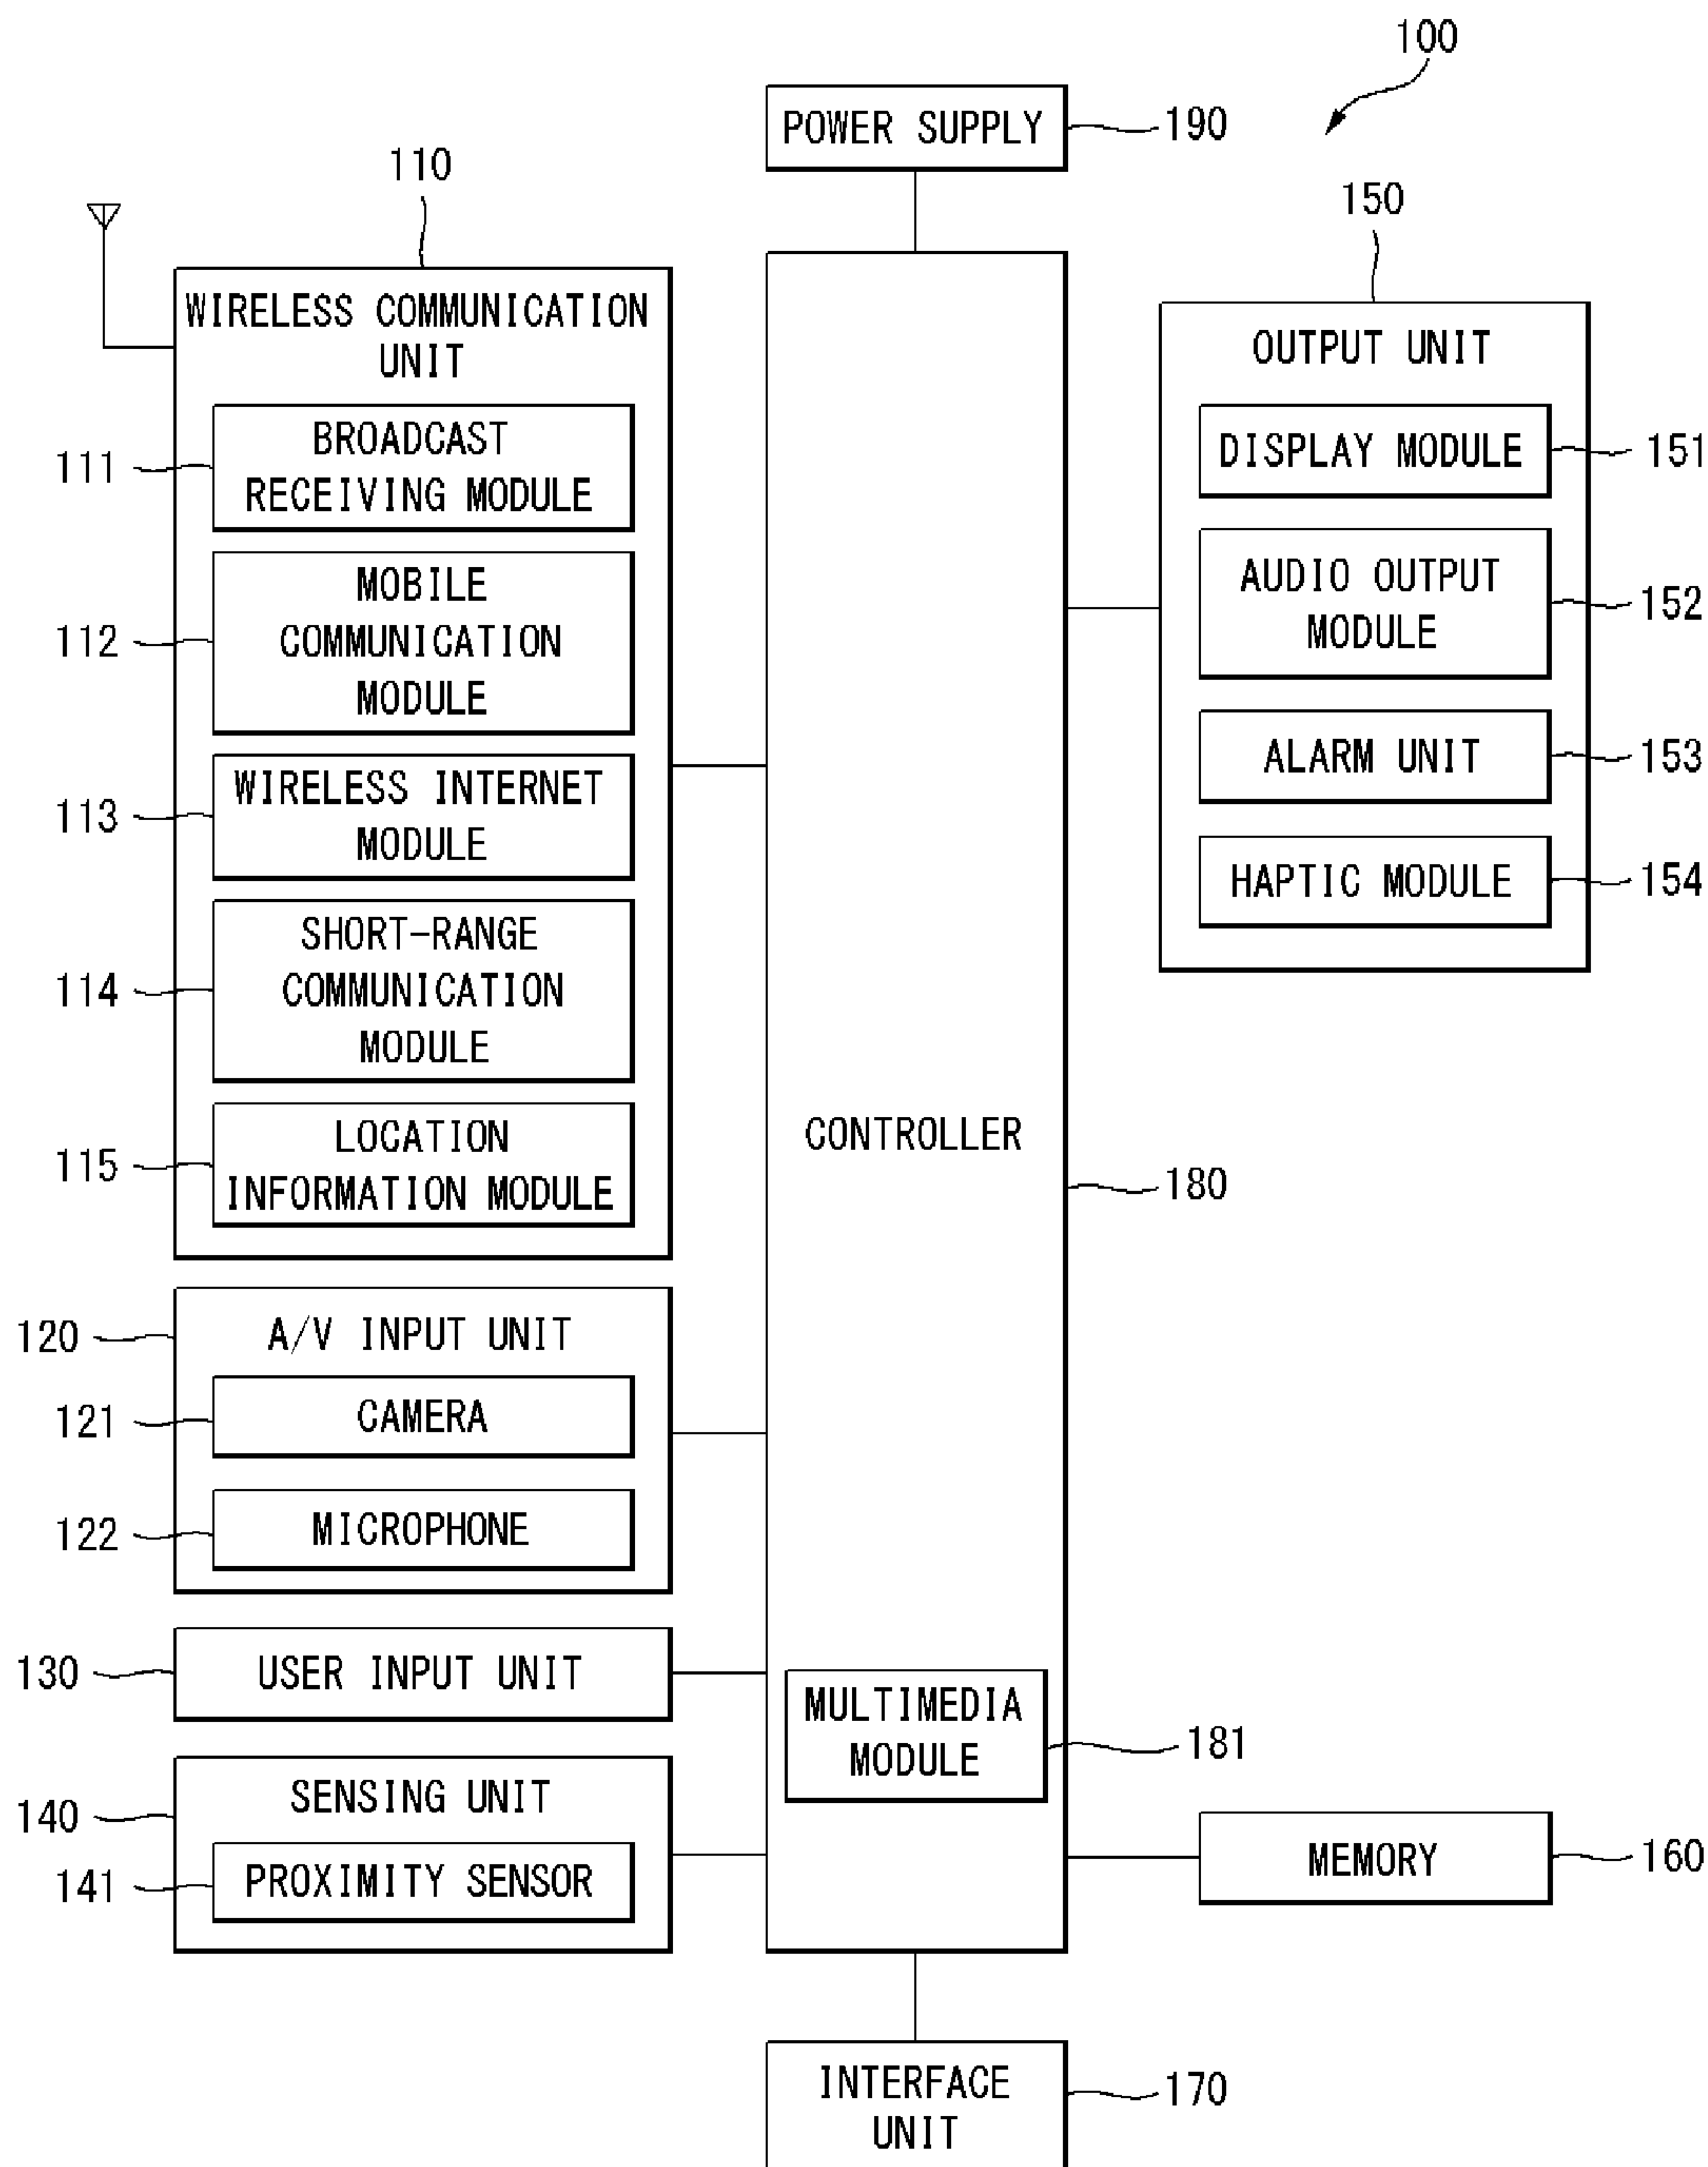 100
POWER SUPPLY
190
110
150
WIRELESS COMMUNICATION
UNIT
BROADCAST
RECEIVING MODULE
111
MOBILE
COMMUNICATION
MODULE
112
WIRELESS INTERNET
MODULE
113
SHORT-RANGE
COMMUNICATION
MODULE
114
LOCATION
INFORMATION MODULE
115
OUTPUT UNIT
DISPLAY MODULE
151
AUDIO OUTPUT
MODULE
152
ALARM UNIT
153
HAPTIC MODULE
154
CONTROLLER
180
120
A/V INPUT UNIT
121
CAMERA
122
MICROPHONE
130
USER INPUT UNIT
MULTIMEDIA
MODULE
181
140
SENSING UNIT
141
PROXIMITY SENSOR
MEMORY
160
INTERFACE
UNIT
170